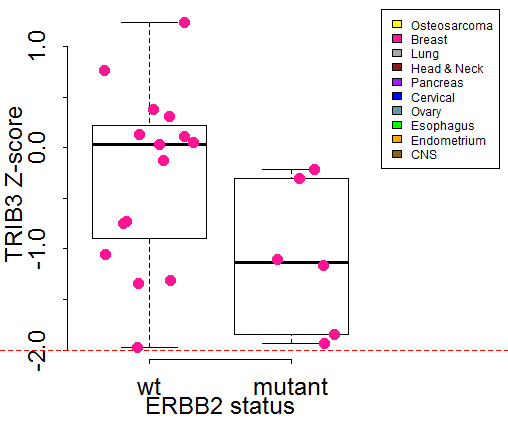 1.0
0.0
-1.0
-2.0
TRIB3 Z-score
wt mutant
ERBB2 status
Osteosarcoma
Breast
Lung
Head & Neck
Pancreas
Cervical
Ovary
Esophagus
Endometrium
CNS